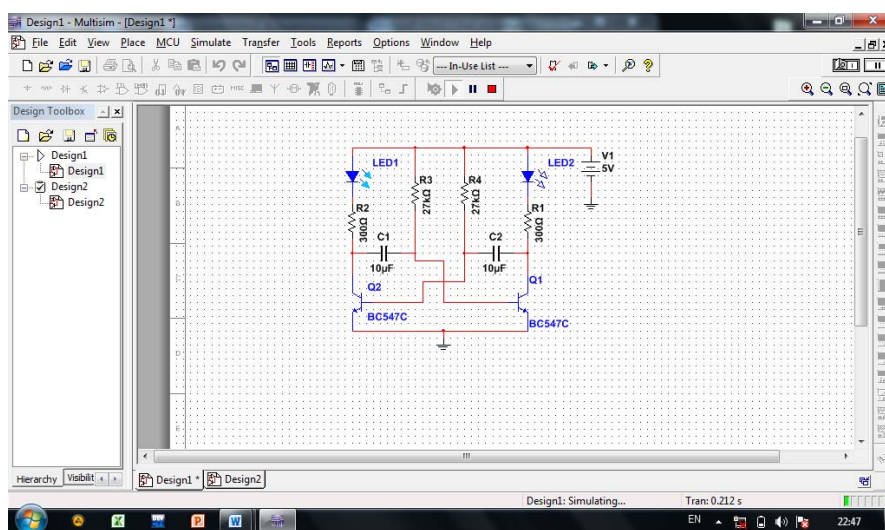 Design1 - Multisim - [Design1 *]
File Edit View Place MCU Simulate Transfer Tools Reports Options Window Help
--- In-Use List ---
Design Toolbox
Design1
Design1
Design2
Design2
A
B
C
D
E
LED1
LED2
V1
5V
R3
27kΩ
R4
27kΩ
R2
300Ω
R1
300Ω
C1
10µF
C2
10µF
Q2
BC547C
Q1
BC547C
Hierarchy Visibilit
Design1 * Design2
Design1: Simulating... Tran: 0.212 s
EN 22:47